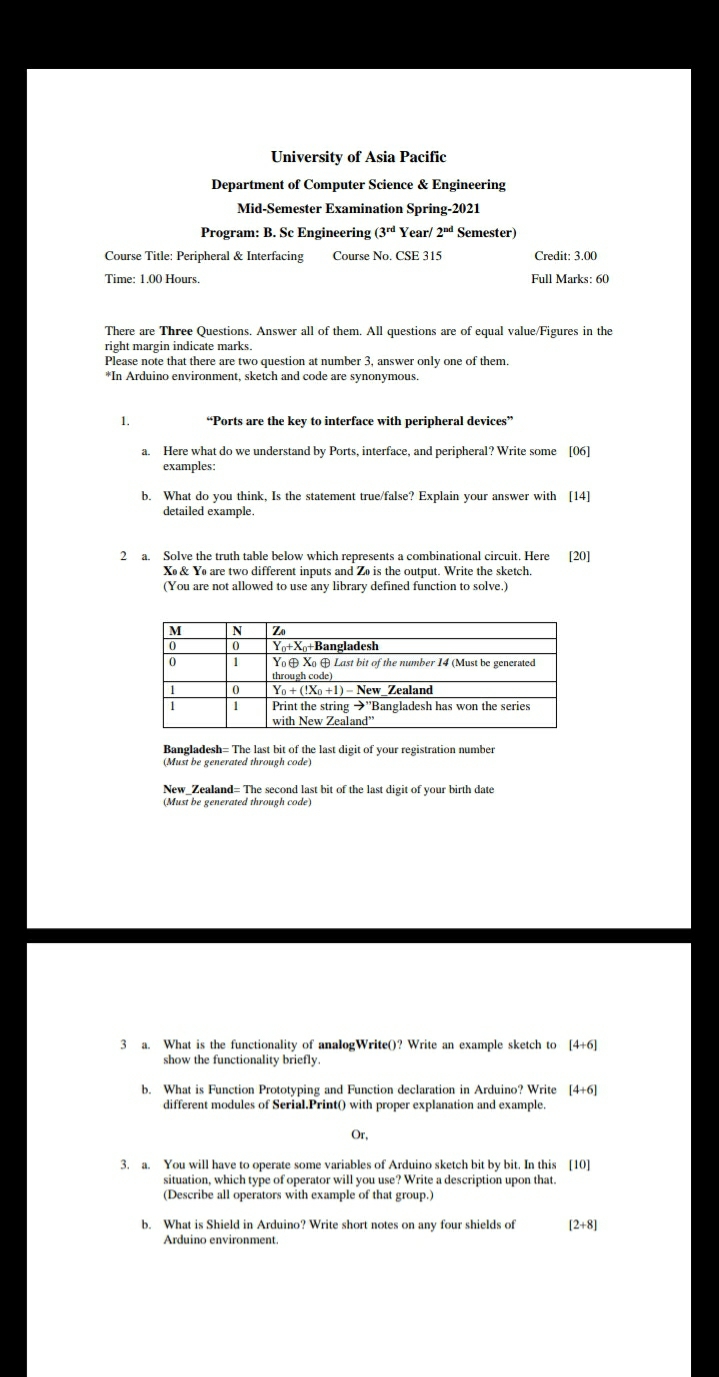 University of Asia Pacific
Department of Computer Science & Engineering
Mid-Semester Examination Spring-2021
Program: B. Sc Engineering (3rd Year/ 2nd Semester)
Course Title: Peripheral & Interfacing Course No. CSE 315 Credit: 3.00
Time: 1.00 Hours. Full Marks: 60
There are Three Questions. Answer all of them. All questions are of equal value/Figures in the
right margin indicate marks.
Please note that there are two question at number 3, answer only one of them.
*In Arduino environment, sketch and code are synonymous.
1. “Ports are the key to interface with peripheral devices”
a. Here what do we understand by Ports, interface, and peripheral? Write some [06]
examples:
b. What do you think, Is the statement true/false? Explain your answer with [14]
detailed example.
2 a. Solve the truth table below which represents a combinational circuit. Here [20]
X0 & Y0 are two different inputs and Z0 is the output. Write the sketch.
(You are not allowed to use any library defined function to solve.)
M N Z0
0 0 Y0+X0+Bangladesh
0 1 Y0⊕ X0 ⊕ Last bit of the number 14 (Must be generated
through code)
1 0 Y0 + (!X0 +1) – New_Zealand
1 1 Print the string →”Bangladesh has won the series
with New Zealand”
Bangladesh= The last bit of the last digit of your registration number
(Must be generated through code)
New_Zealand= The second last bit of the last digit of your birth date
(Must be generated through code)
3 a. What is the functionality of analogWrite()? Write an example sketch to [4+6]
show the functionality briefly.
b. What is Function Prototyping and Function declaration in Arduino? Write [4+6]
different modules of Serial.Print() with proper explanation and example.
Or,
3. a. You will have to operate some variables of Arduino sketch bit by bit. In this [10]
situation, which type of operator will you use? Write a description upon that.
(Describe all operators with example of that group.)
b. What is Shield in Arduino? Write short notes on any four shields of [2+8]
Arduino environment.